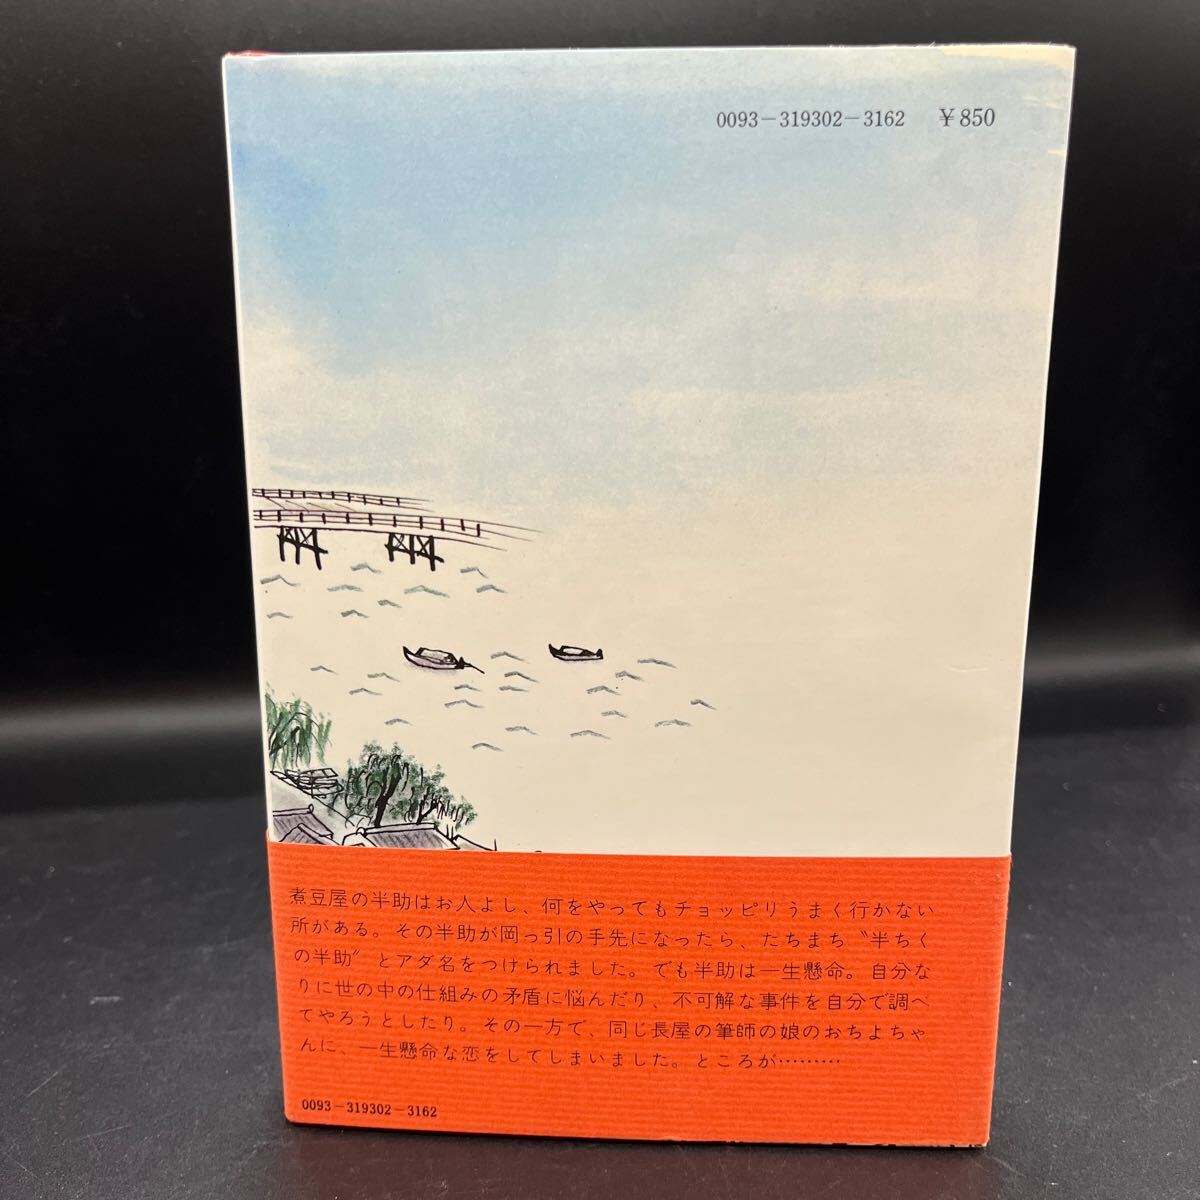 0093-319302-3162 ¥850
煮豆屋の半助はお人よし、何をやってもチョッピリうまく行かない
所がある。その半助が岡っ引の手先になったら、たちまち〝半ちく
の半助〟とアダ名をつけられました。でも半助は一生懸命。自分な
りに世の中の仕組みの矛盾に悩んだり、不可解な事件を自分で調べ
てやろうとしたり。その一方で、同じ長屋の筆師の娘のおちよちゃ
んに、一生懸命な恋をしてしまいました。ところが………
0093-319302-3162